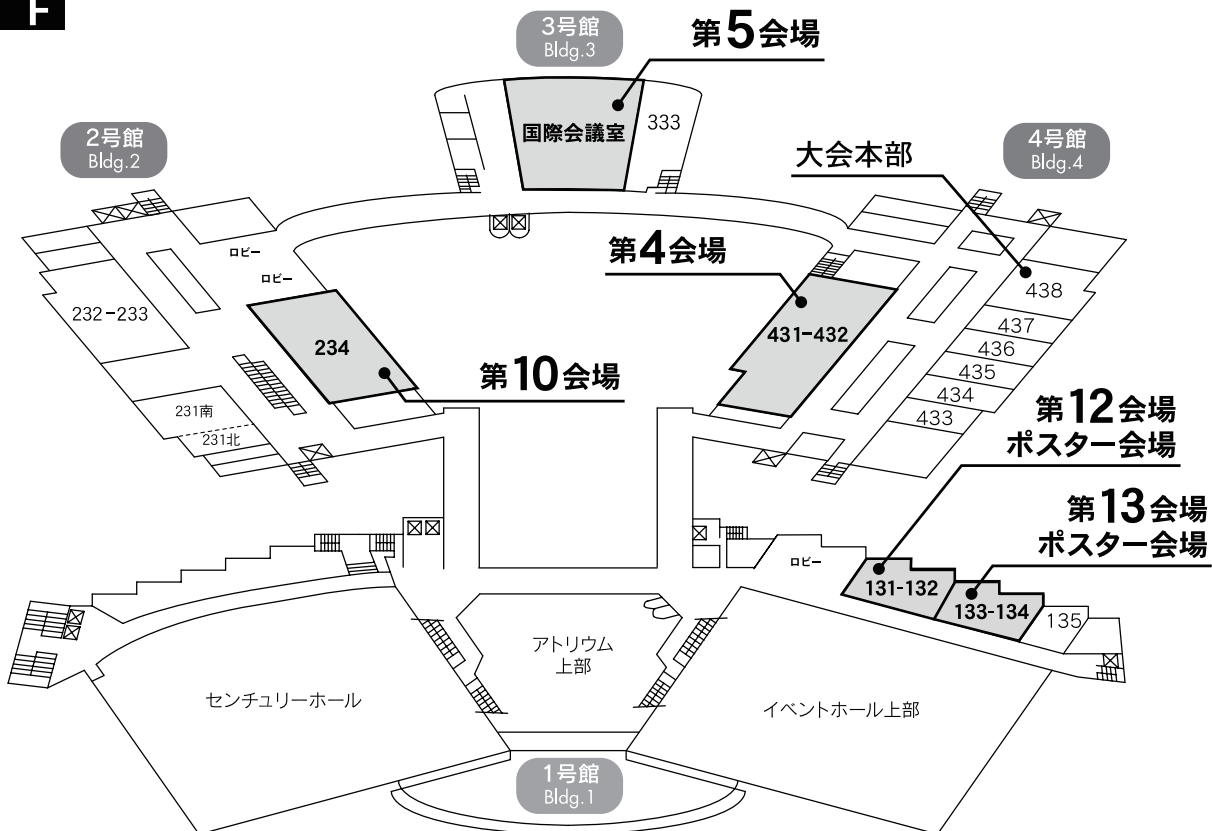 F
3号館
Bldg.3
第5会場
国際会議室
333
2号館
Bldg.2
大会本部
4号館
Bldg.4
ロビー
ロビー
第4会場
232-233
234
431-432
438
437
436
435
434
433
第10会場
231南
231北
第12会場
ポスター会場
第13会場
ポスター会場
ロビー
131-132
133-134
135
アトリウム
上部
センチュリーホール
イベントホール上部
1号館
Bldg.1